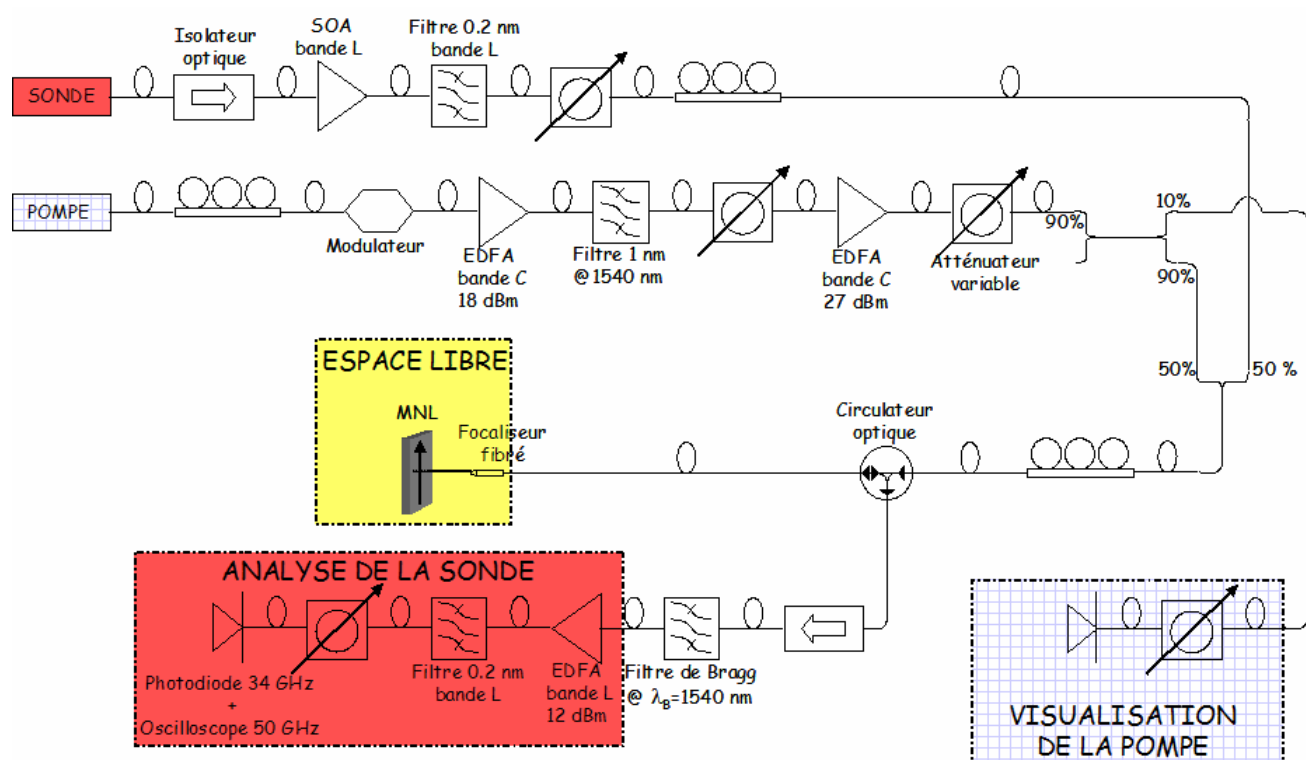 SOA
bande L
Filtre 0.2 nm
bande L
Isolateur
optique
SONDE
POMPE
Modulateur
EDFA
bande C
18 dBm
Filtre 1 nm
@ 1540 nm
EDFA
bande C
27 dBm
Atténuateur
variable
90%
10%
90%
50%
50 %
ESPACE LIBRE
MNL
Focaliseur
fibré
Circulateur
optique
ANALYSE DE LA SONDE
Photodiode 34 GHz
+
Oscilloscope 50 GHz
Filtre 0.2 nm
bande L
EDFA
bande L
12 dBm
Filtre de Bragg
@ λB=1540 nm
VISUALISATION
DE LA POMPE